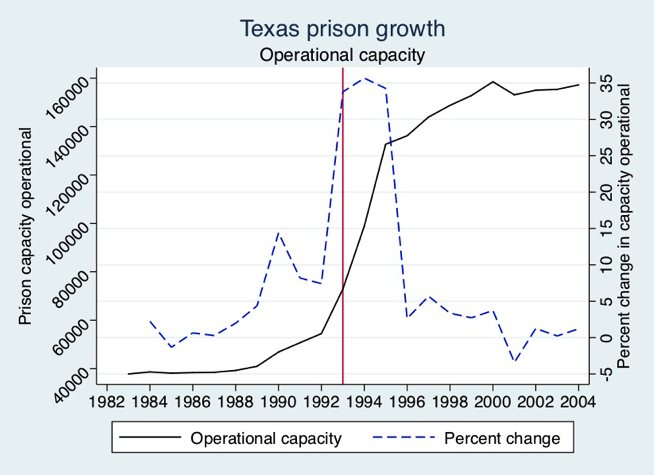 Texas prison growth
Operational capacity
Prison capacity operational
40000 60000 80000 100000 120000 140000 160000
Percent change in capacity operational
-5 0 5 10 15 20 25 30 35
1982 1984 1986 1988 1990 1992 1994 1996 1998 2000 2002 2004
Operational capacity Percent change